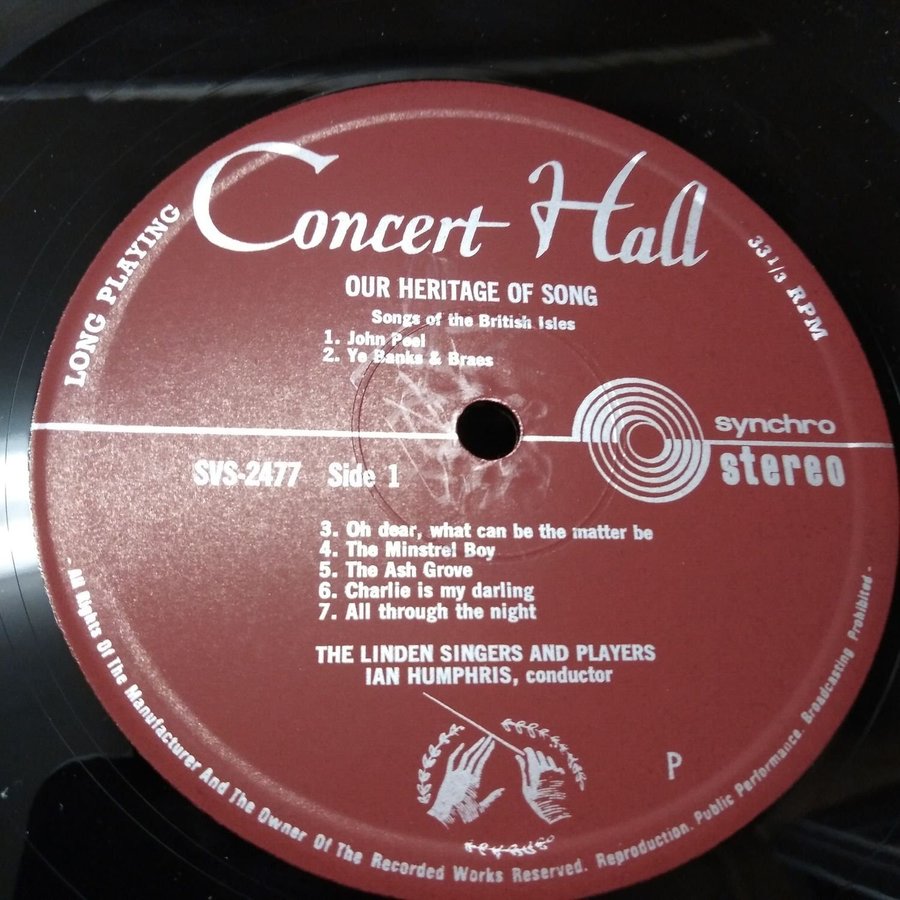 Concert Hall
LONG PLAYING
33 1/3 RPM
OUR HERITAGE OF SONG
Songs of the British Isles
1. John Peel
2. Ye Banks & Braes
synchro
stereo
SVS-2477 Side 1
3. Oh dear, what can be the matter be
4. The Minstrel Boy
5. The Ash Grove
6. Charlie is my darling
7. All through the night
THE LINDEN SINGERS AND PLAYERS
IAN HUMPHRIS, conductor
P
- All Rights Of The Manufacturer And The Owner Of The Recorded Works Reserved. Reproduction. Public Performance. Broadcasting Prohibited -